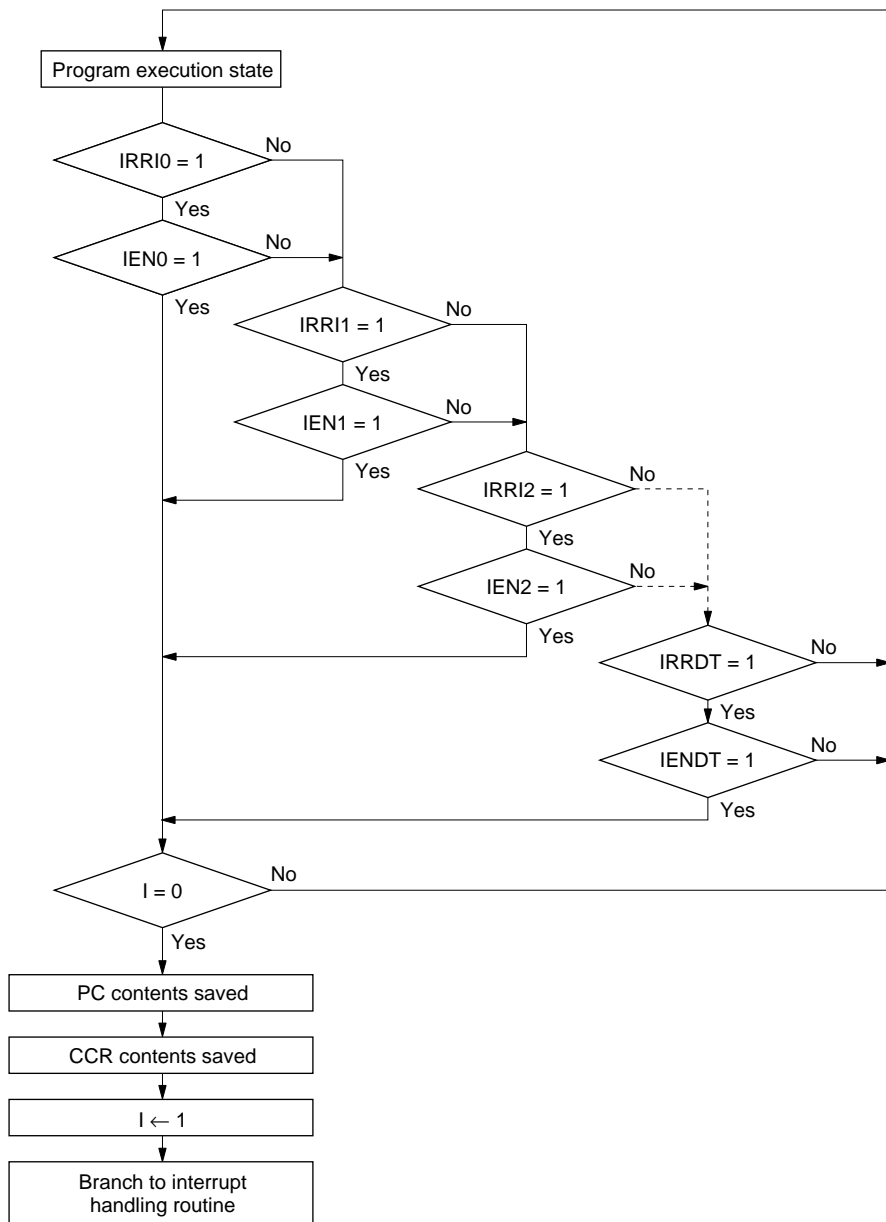 Program execution state
IRRI0 = 1
No
Yes
IEN0 = 1
No
Yes
IRRI1 = 1
No
Yes
IEN1 = 1
No
Yes
IRRI2 = 1
No
Yes
IEN2 = 1
No
Yes
IRRDT = 1
No
Yes
IENDT = 1
No
Yes
I = 0
No
Yes
PC contents saved
CCR contents saved
I ← 1
Branch to interrupt
handling routine